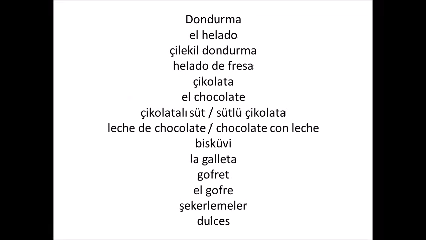 Dondurma
el helado
çilekil dondurma
helado de fresa
çikolata
el chocolate
çikolatalı süt / sütlü çikolata
leche de chocolate / chocolate con leche
bisküvi
la galleta
gofret
el gofre
şekerlemeler
dulces